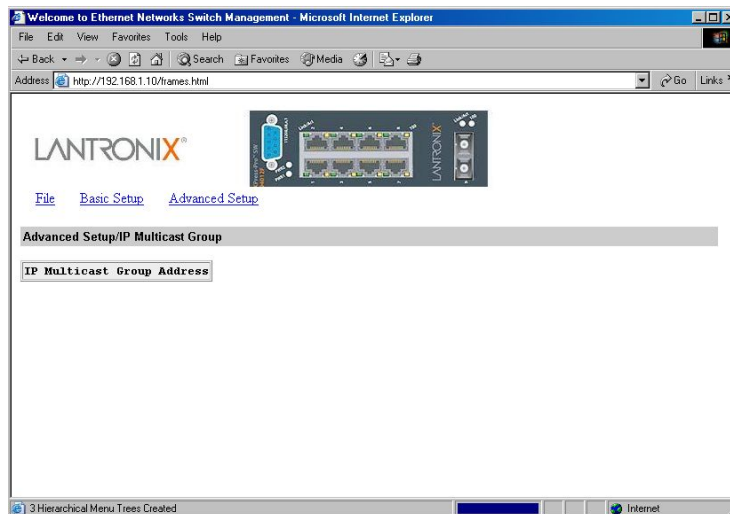 Welcome to Ethernet Networks Switch Management - Microsoft Internet Explorer
File Edit View Favorites Tools Help
Back Search Favorites Media
Address http://192.168.1.10/frames.html Go Links
LANTRONIX®
LANTRONIX
File Basic Setup Advanced Setup
Advanced Setup/IP Multicast Group
IP Multicast Group Address
3 Hierarchical Menu Trees Created Internet